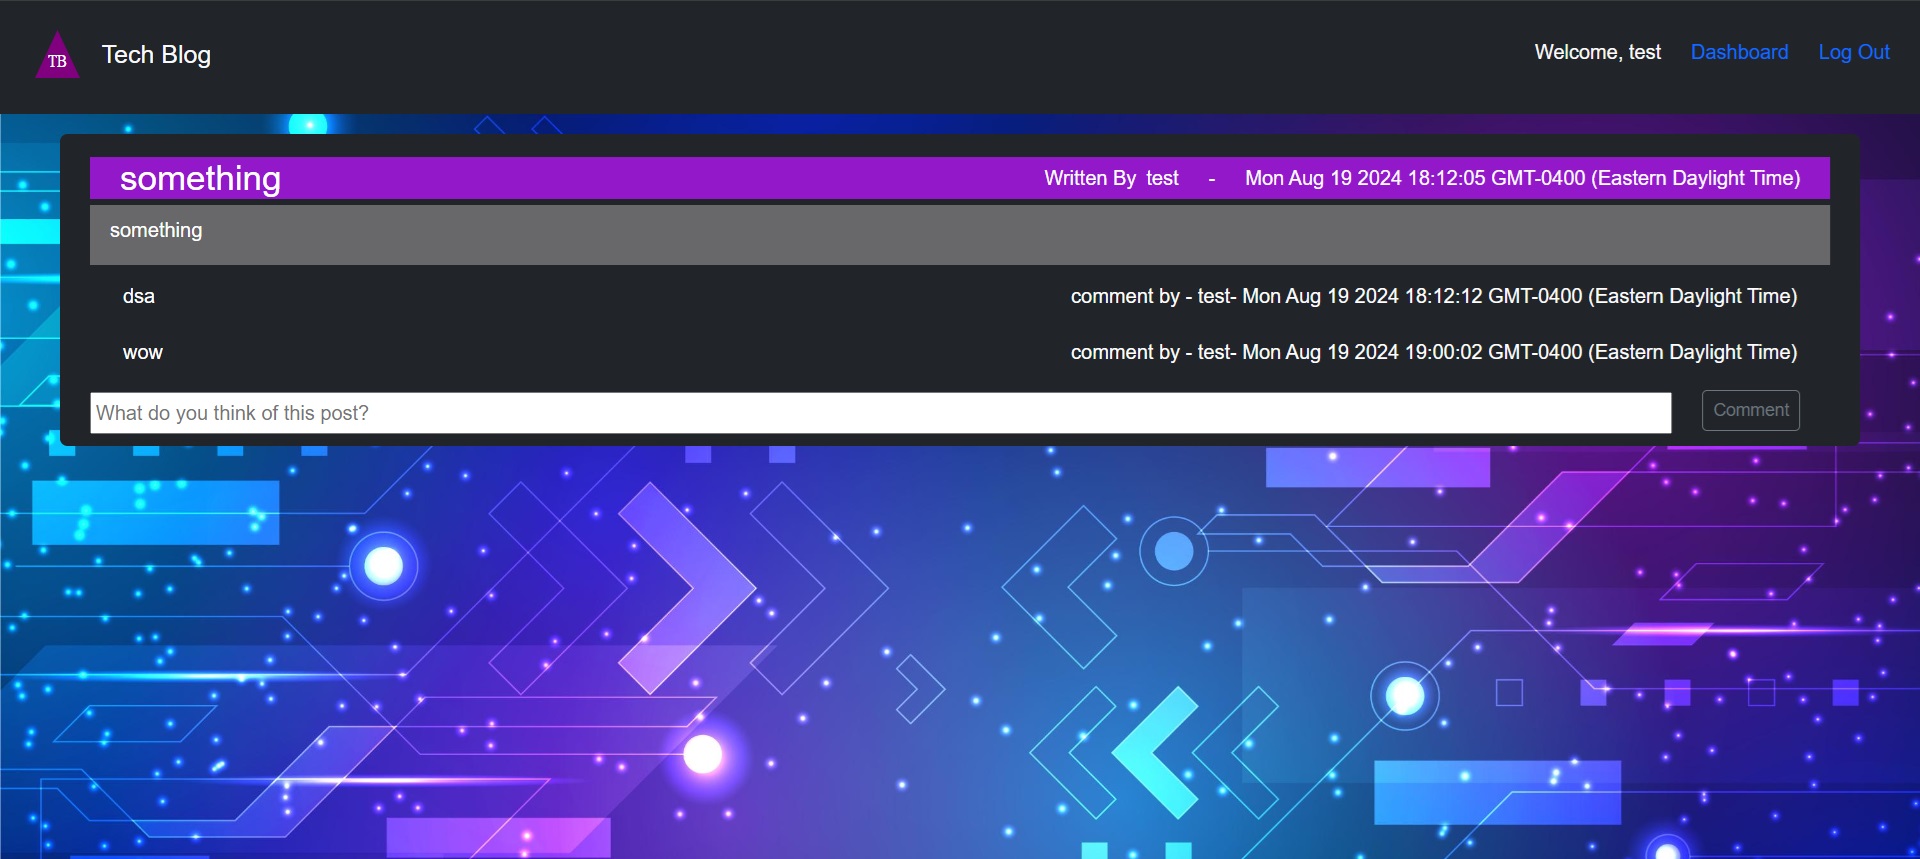 TB Tech Blog Welcome, test Dashboard Log Out
something Written By test - Mon Aug 19 2024 18:12:05 GMT-0400 (Eastern Daylight Time)
something
dsa comment by - test- Mon Aug 19 2024 18:12:12 GMT-0400 (Eastern Daylight Time)
wow comment by - test- Mon Aug 19 2024 19:00:02 GMT-0400 (Eastern Daylight Time)
What do you think of this post? Comment